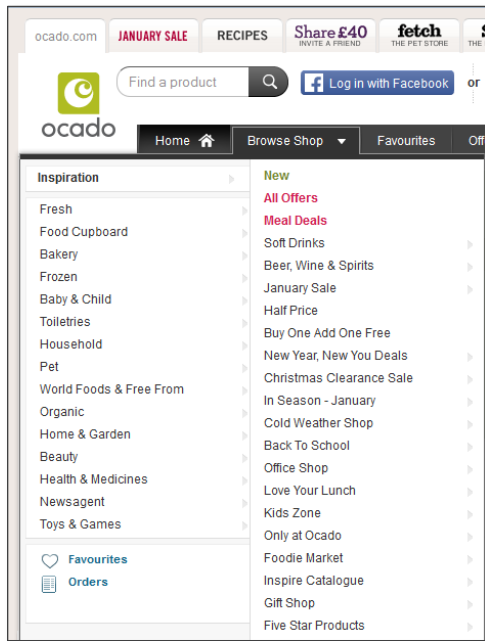 ocado.com
JANUARY SALE
RECIPES
Share £40
INVITE A FRIEND
fetch
THE PET STORE
THE
Find a product
Log in with Facebook
or
ocado
Home
Browse Shop
Favourites
Inspiration
Fresh
Food Cupboard
Bakery
Frozen
Baby & Child
Toiletries
Household
Pet
World Foods & Free From
Organic
Home & Garden
Beauty
Health & Medicines
Newsagent
Toys & Games
Favourites
Orders
New
All Offers
Meal Deals
Soft Drinks
Beer, Wine & Spirits
January Sale
Half Price
Buy One Add One Free
New Year, New You Deals
Christmas Clearance Sale
In Season - January
Cold Weather Shop
Back To School
Office Shop
Love Your Lunch
Kids Zone
Only at Ocado
Foodie Market
Inspire Catalogue
Gift Shop
Five Star Products